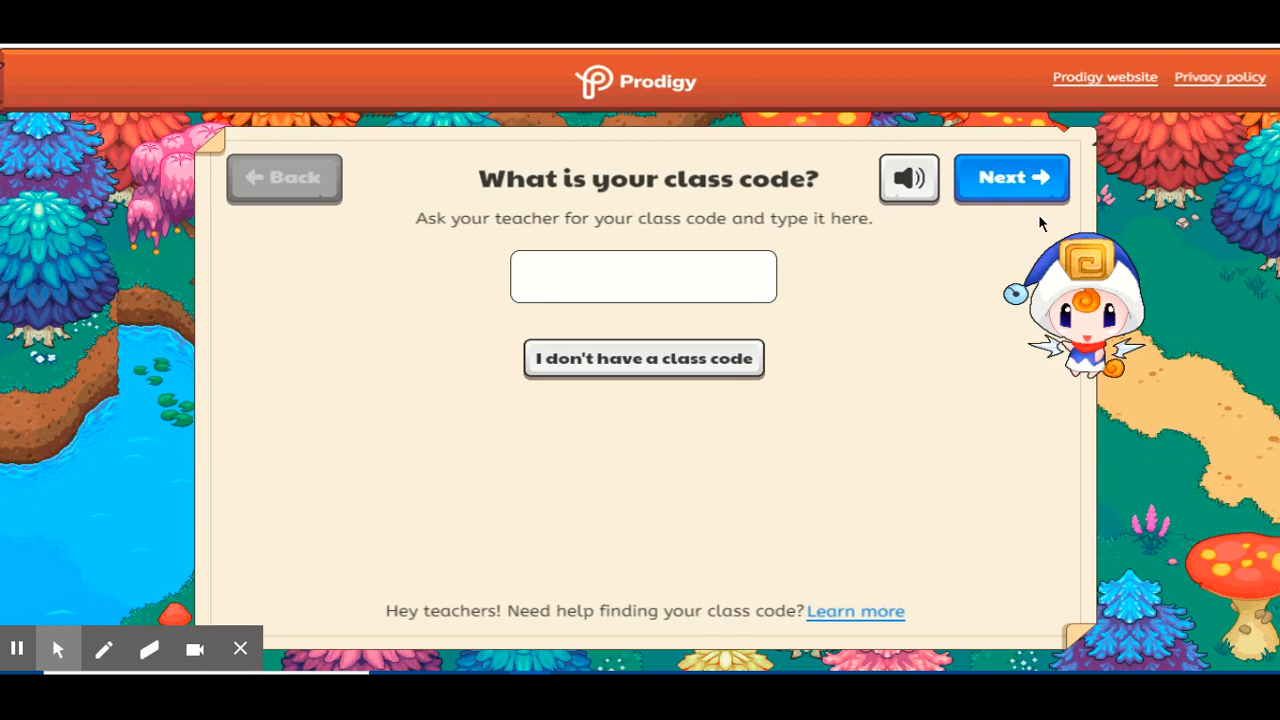 Prodigy
Prodigy website
Privacy policy
Back
What is your class code?
Next
Ask your teacher for your class code and type it here.
I don't have a class code
Hey teachers! Need help finding your class code? Learn more